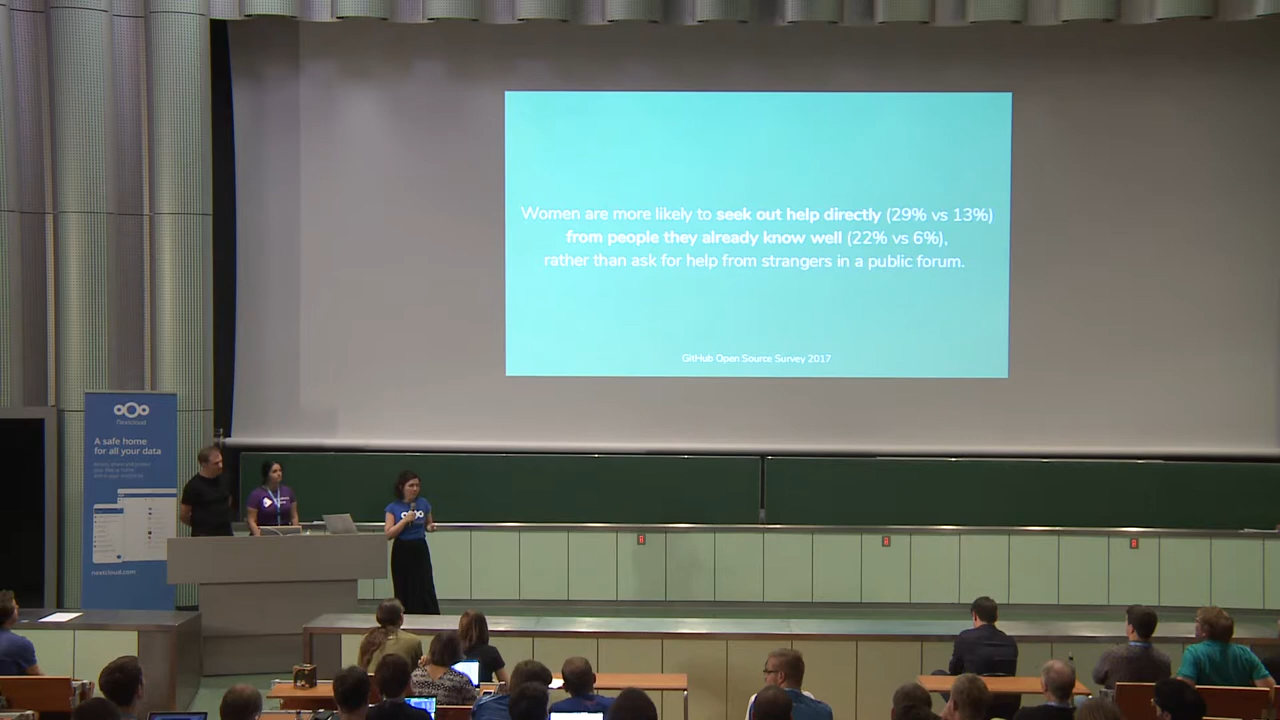 Women are more likely to seek out help directly (29% vs 13%)
from people they already know well (22% vs 6%),
rather than ask for help from strangers in a public forum.
GitHub Open Source Survey 2017
Nextcloud
A safe home
for all your data
nextcloud.com